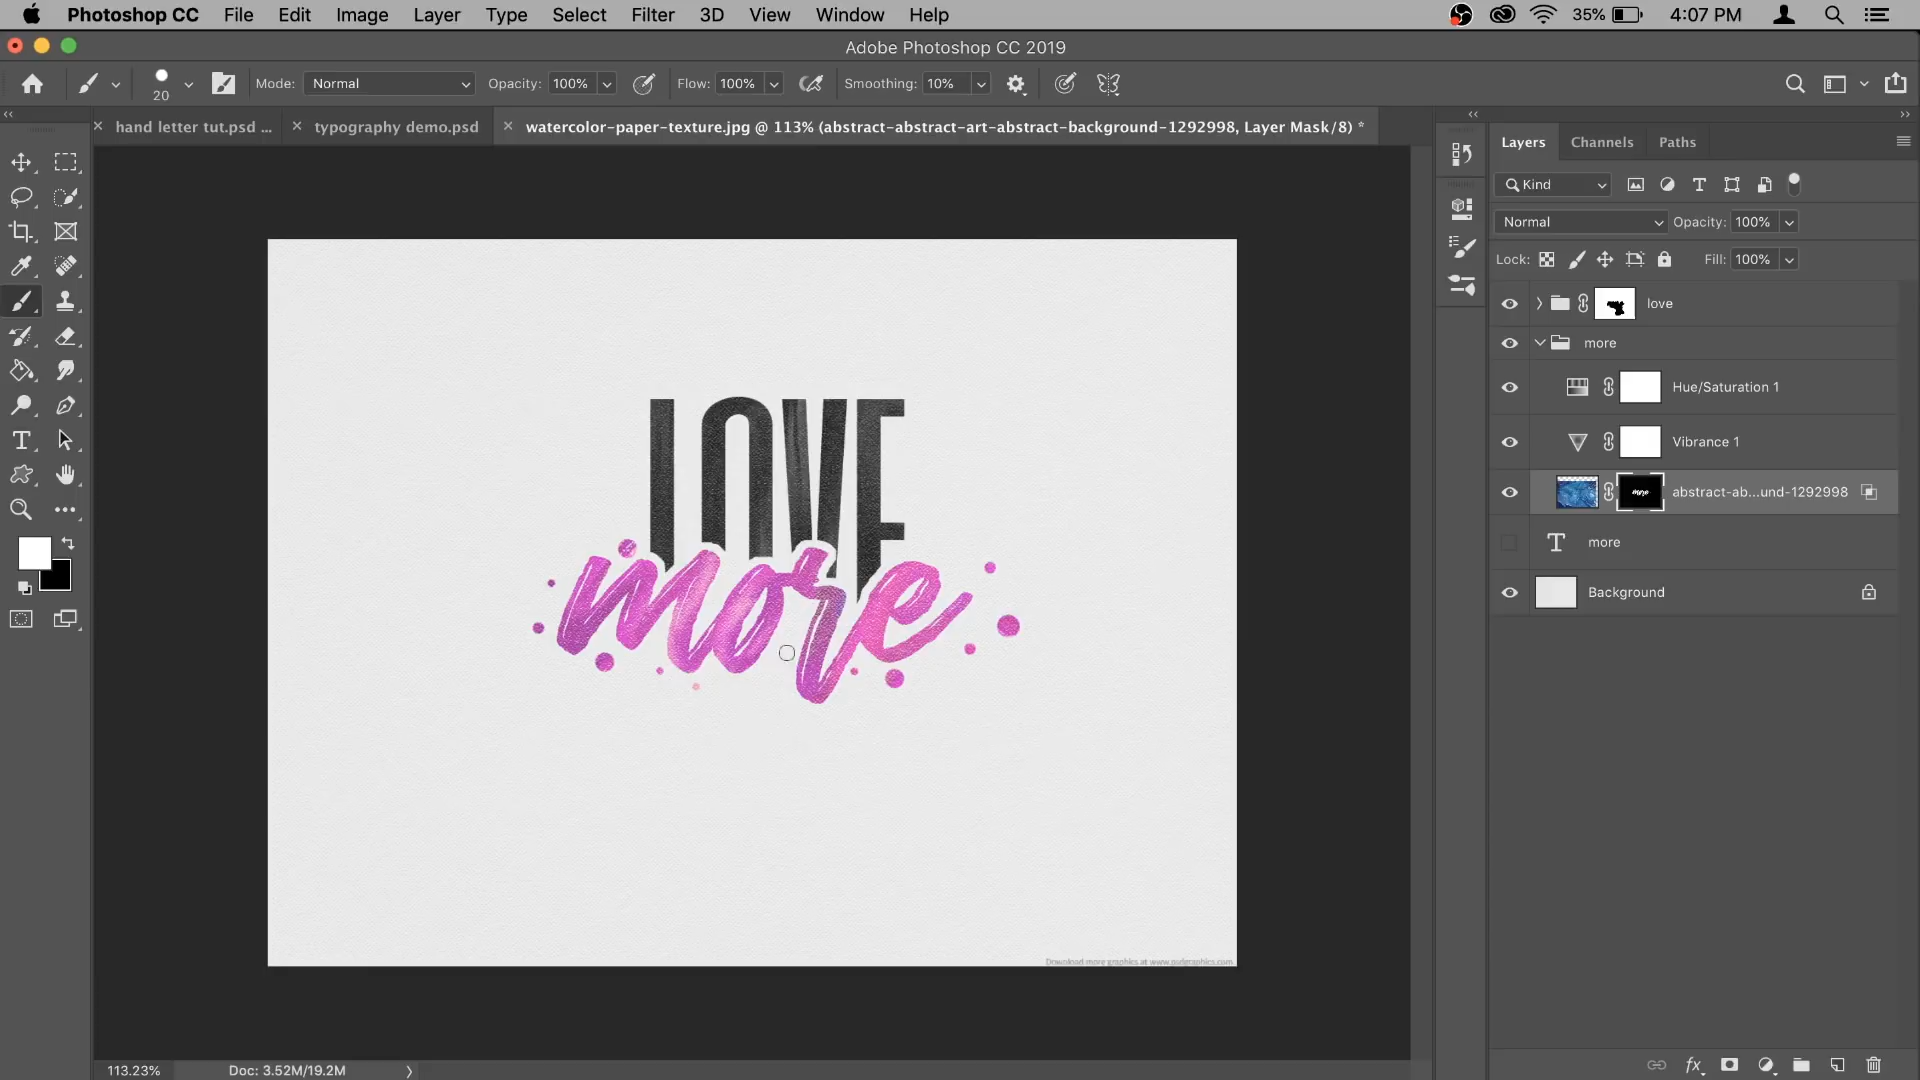 Photoshop CC File Edit Image Layer Type Select Filter 3D View Window Help 35% 4:07 PM
Adobe Photoshop CC 2019
20 Mode: Normal Opacity: 100% Flow: 100% Smoothing: 10%
hand letter tut.psd ... typography demo.psd watercolor-paper-texture.jpg @ 113% (abstract-abstract-art-abstract-background-1292998, Layer Mask/8) *
Layers Channels Paths
Kind
Normal Opacity: 100%
Lock: Fill: 100%
love
more
Hue/Saturation 1
Vibrance 1
more abstract-ab...und-1292998
more
Background
LOVE
more
Download more graphics at www.psdgraphics.com
113.23% Doc: 3.52M/19.2M